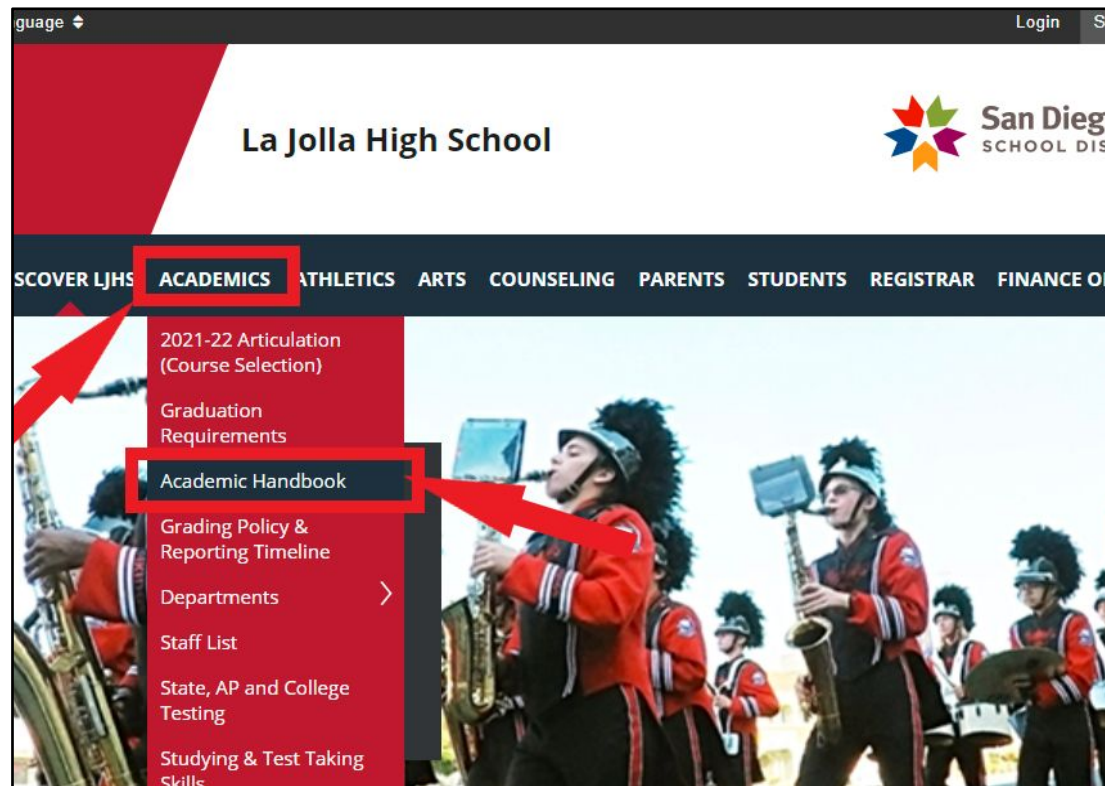 guage
Login S
La Jolla High School
San Dieg
SCHOOL DIS
SCOVER LJHS ACADEMICS ATHLETICS ARTS COUNSELING PARENTS STUDENTS REGISTRAR FINANCE O
2021-22 Articulation
(Course Selection)
Graduation
Requirements
Academic Handbook
Grading Policy &
Reporting Timeline
Departments
Staff List
State, AP and College
Testing
Studying & Test Taking
Skills